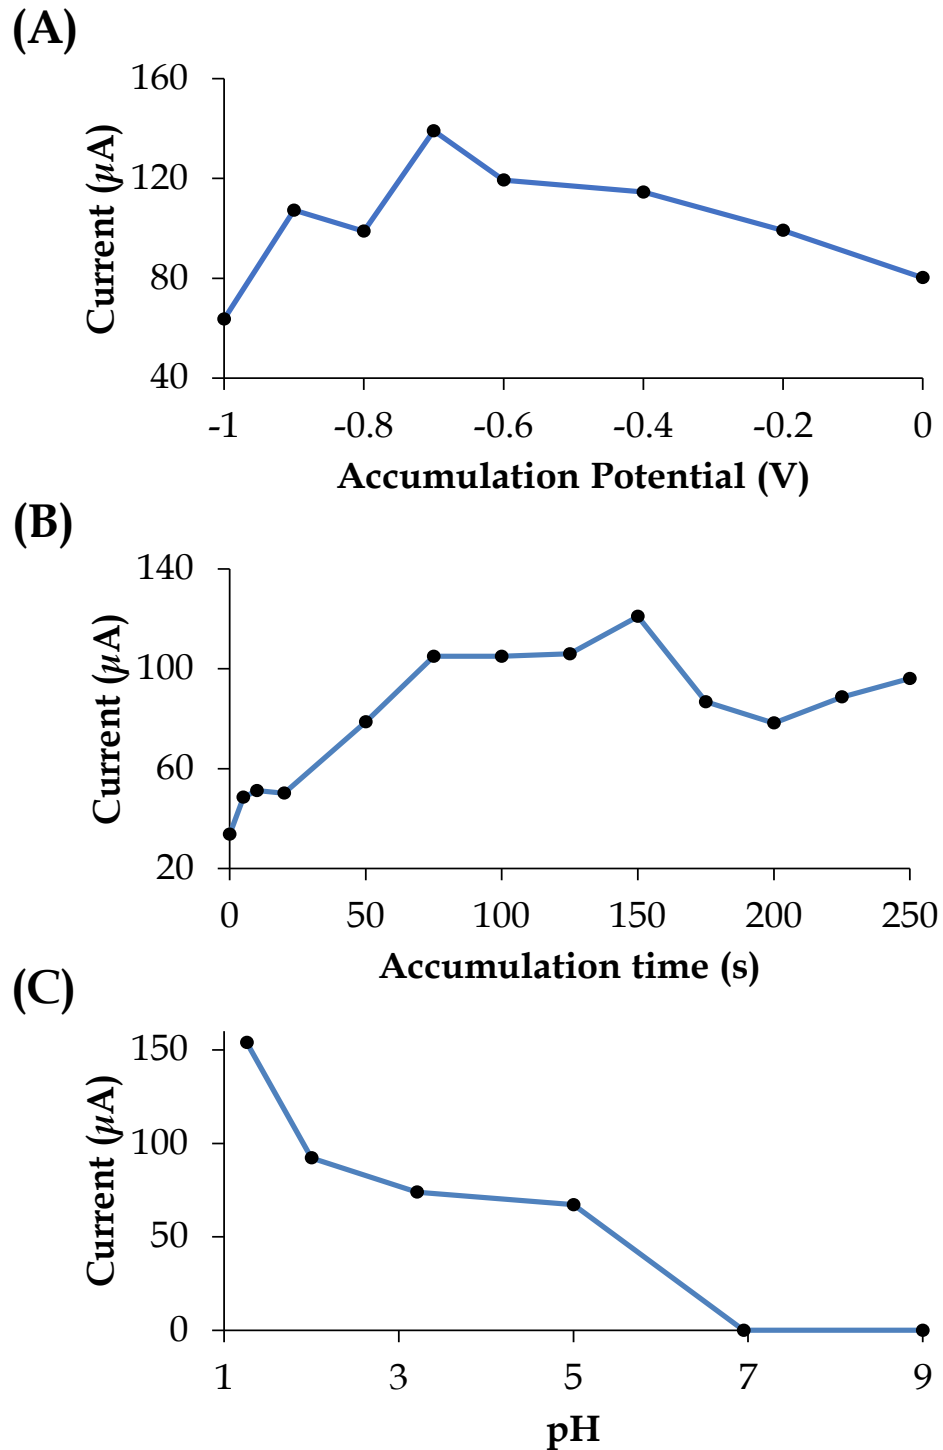 (A)
160
120
80
40
Current (µA)
-1 -0.8 -0.6 -0.4 -0.2 0
Accumulation Potential (V)
(B)
140
100
60
20
Current (µA)
0 50 100 150 200 250
Accumulation time (s)
(C)
150
100
50
0
Current (µA)
1 3 5 7 9
pH